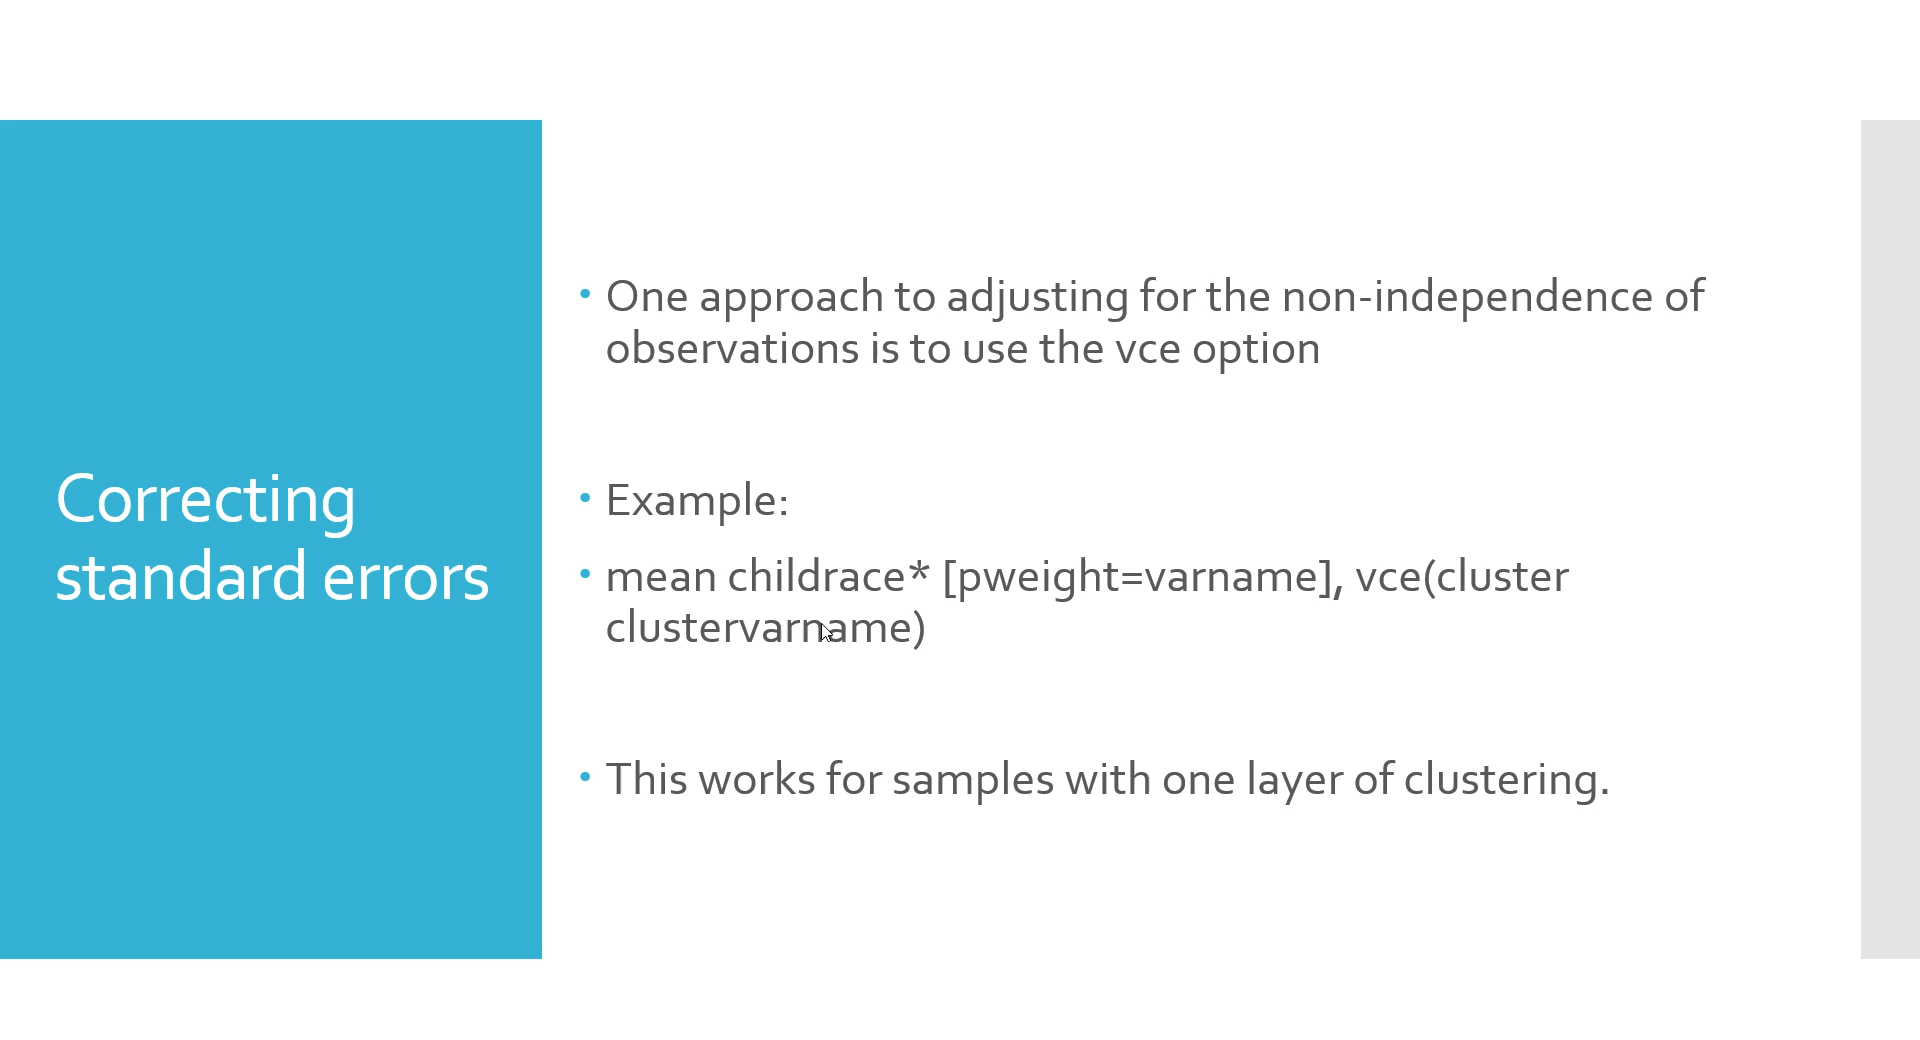 Correcting
standard errors
• One approach to adjusting for the non-independence of
observations is to use the vce option
• Example:
• mean childrace* [pweight=varname], vce(cluster
clustervarname)
• This works for samples with one layer of clustering.